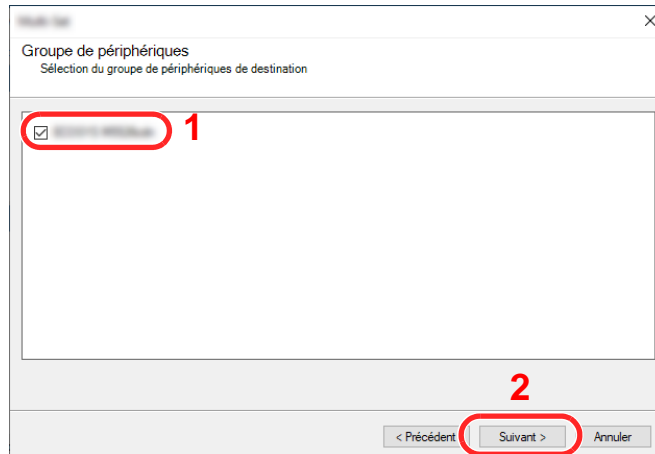 Groupe de périphériques
Sélection du groupe de périphériques de destination
1
2
< Précédent
Suivant >
Annuler